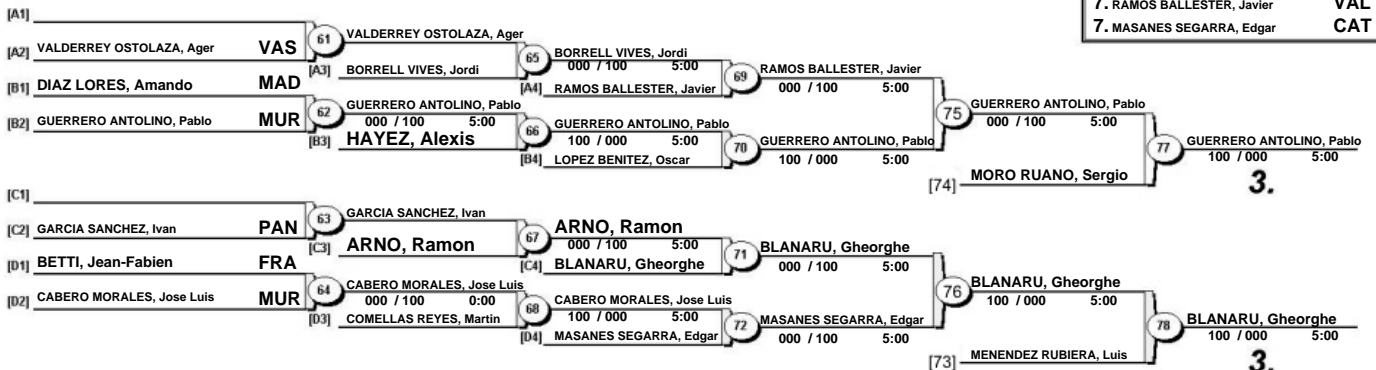 7. RAMOS BALLESTER, Javier VAL
7. MASANES SEGARRA, Edgar CAT
[A1]
[A2] VALDERREY OSTOLAZA, Ager VAS
61
VALDERREY OSTOLAZA, Ager
[A3] BORRELL VIVES, Jordi
65
BORRELL VIVES, Jordi
000 / 100 5:00
[A4] RAMOS BALLESTER, Javier
69
RAMOS BALLESTER, Javier
000 / 100 5:00
[B1] DIAZ LORES, Amando MAD
[B2] GUERRERO ANTOLINO, Pablo MUR
62
GUERRERO ANTOLINO, Pablo
000 / 100 5:00
[B3] HAYEZ, Alexis
66
GUERRERO ANTOLINO, Pablo
100 / 000 5:00
[B4] LOPEZ BENITEZ, Oscar
70
GUERRERO ANTOLINO, Pablo
100 / 000 5:00
75
GUERRERO ANTOLINO, Pablo
000 / 100 5:00
[74] MORO RUANO, Sergio
77
GUERRERO ANTOLINO, Pablo
100 / 000 5:00
3.
[C1]
[C2] GARCIA SANCHEZ, Ivan PAN
63
GARCIA SANCHEZ, Ivan
[C3] ARNO, Ramon
67
ARNO, Ramon
000 / 100 5:00
[C4] BLANARU, Gheorghe
71
BLANARU, Gheorghe
000 / 100 5:00
[D1] BETTI, Jean-Fabien FRA
[D2] CABERO MORALES, Jose Luis MUR
64
CABERO MORALES, Jose Luis
000 / 100 0:00
[D3] COMELLAS REYES, Martin
68
CABERO MORALES, Jose Luis
100 / 000 5:00
[D4] MASANES SEGARRA, Edgar
72
MASANES SEGARRA, Edgar
000 / 100 5:00
76
BLANARU, Gheorghe
100 / 000 5:00
[73] MENENDEZ RUBIERA, Luis
78
BLANARU, Gheorghe
100 / 000 5:00
3.